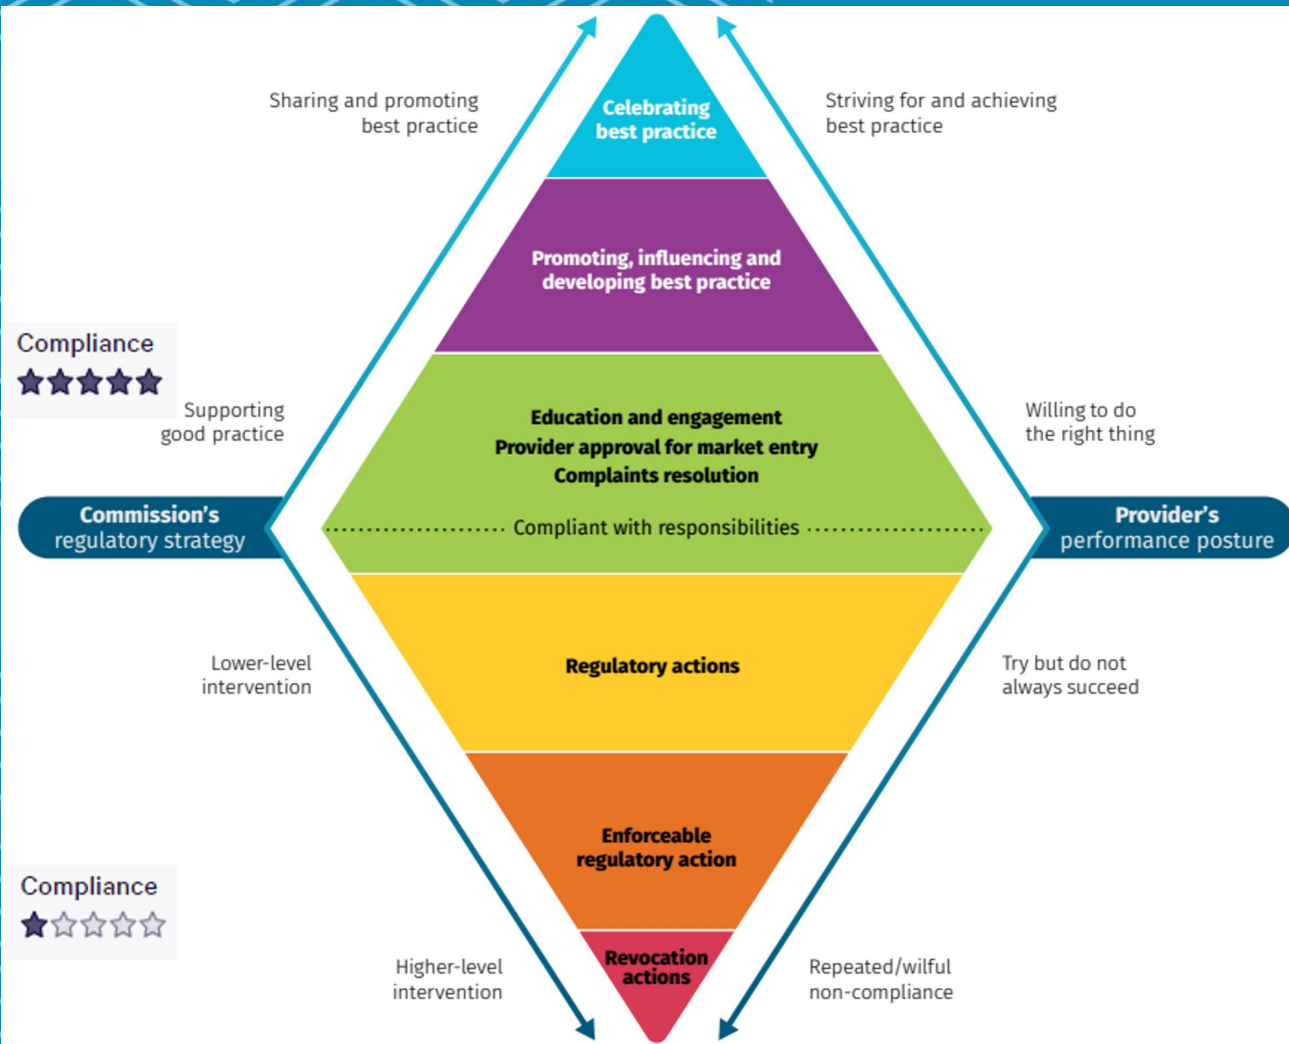 Sharing and promoting
best practice
Celebrating
best practice
Striving for and achieving
best practice
Promoting, influencing and
developing best practice
Compliance
Supporting
good practice
Education and engagement
Provider approval for market entry
Complaints resolution
Willing to do
the right thing
Commission's
regulatory strategy
Compliant with responsibilities
Provider's
performance posture
Lower-level
intervention
Regulatory actions
Try but do not
always succeed
Enforceable
regulatory action
Compliance
Higher-level
intervention
Revocation
actions
Repeated/wilful
non-compliance